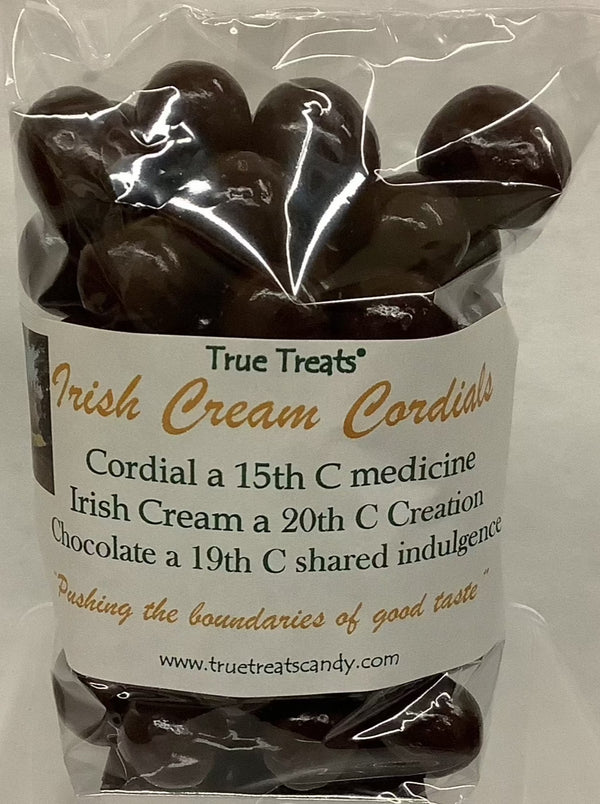 True Treats®
Irish Cream Cordials
Cordial a 15th C medicine
Irish Cream a 20th C Creation
Chocolate a 19th C shared indulgence
"Pushing the boundaries of good taste"
www.truetreatscandy.com